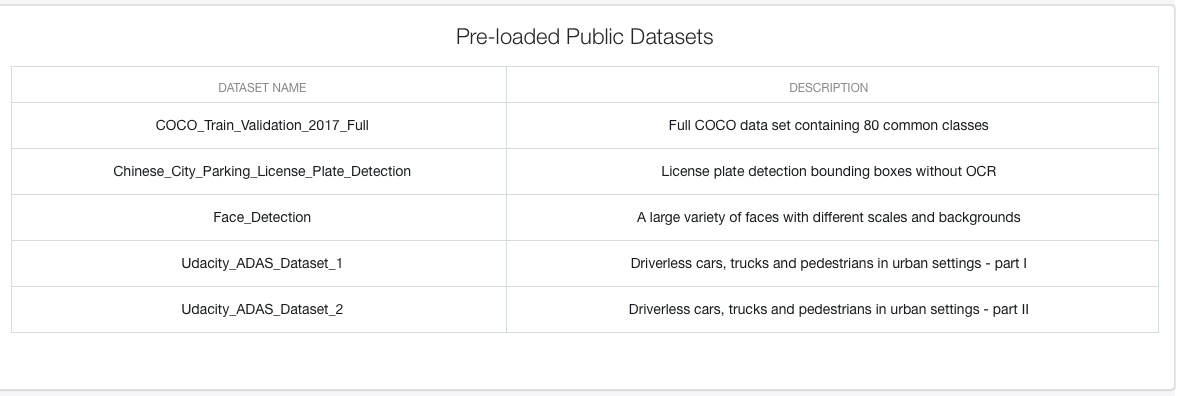 Pre-loaded Public Datasets
DATASET NAME DESCRIPTION
COCO_Train_Validation_2017_Full Full COCO data set containing 80 common classes
Chinese_City_Parking_License_Plate_Detection License plate detection bounding boxes without OCR
Face_Detection A large variety of faces with different scales and backgrounds
Udacity_ADAS_Dataset_1 Driverless cars, trucks and pedestrians in urban settings - part I
Udacity_ADAS_Dataset_2 Driverless cars, trucks and pedestrians in urban settings - part II